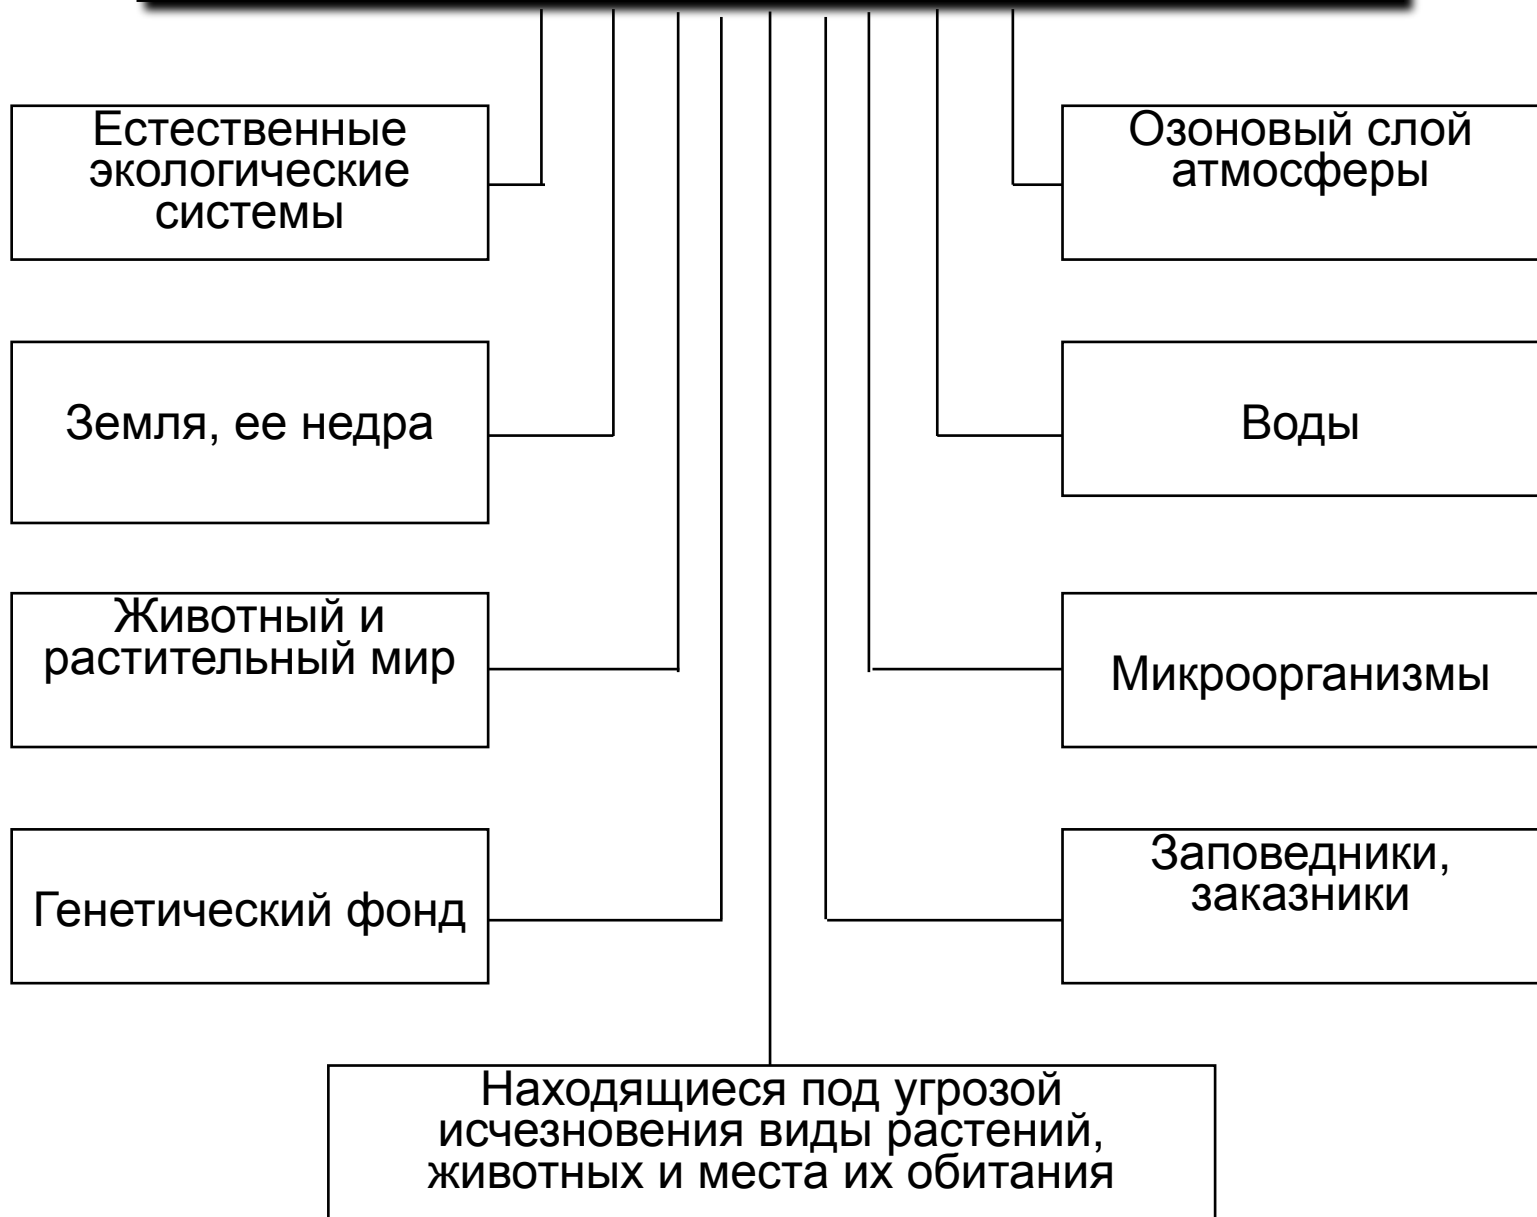 Естественные
экологические
системы
Озоновый слой
атмосферы
Земля, ее недра
Воды
Животный и
растительный мир
Микроорганизмы
Генетический фонд
Заповедники,
заказники
Находящиеся под угрозой
исчезновения виды растений,
животных и места их обитания